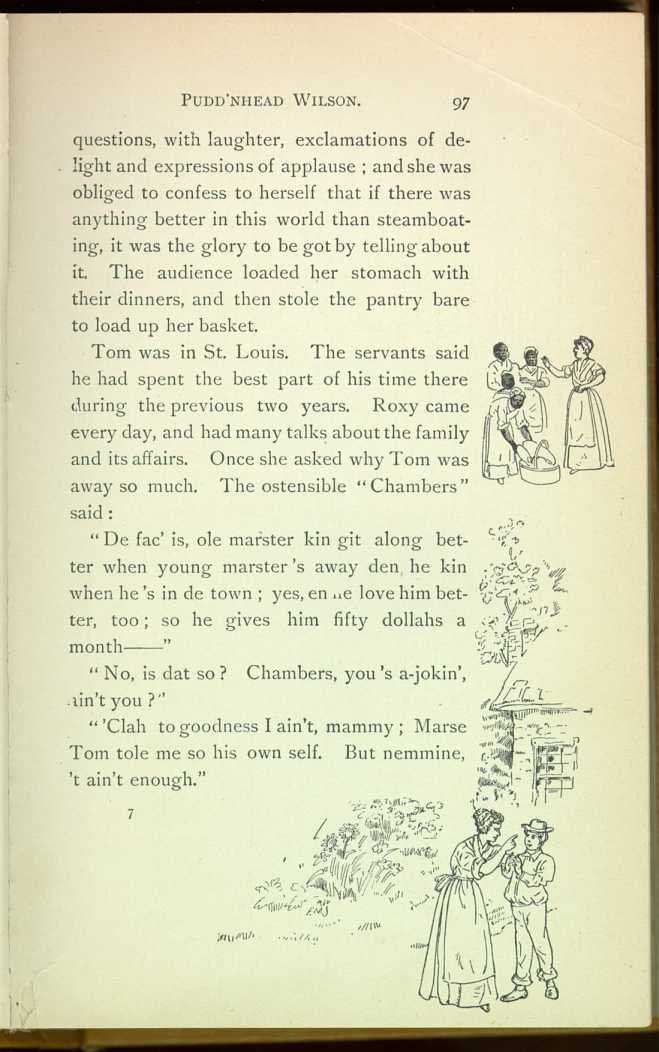 PUDD'NHEAD WILSON. 97
questions, with laughter, exclamations of de-
light and expressions of applause ; and she was
obliged to confess to herself that if there was
anything better in this world than steamboat-
ing, it was the glory to be got by telling about
it. The audience loaded her stomach with
their dinners, and then stole the pantry bare
to load up her basket.
Tom was in St. Louis. The servants said
he had spent the best part of his time there
during the previous two years. Roxy came
every day, and had many talks about the family
and its affairs. Once she asked why Tom was
away so much. The ostensible "Chambers"
said :
"De fac' is, ole marster kin git along bet-
ter when young marster 's away den he kin
when he 's in de town ; yes, en he love him bet-
ter, too ; so he gives him fifty dollahs a
month——"
"No, is dat so ? Chambers, you 's a-jokin',
ain't you ?"
"'Clah to goodness I ain't, mammy ; Marse
Tom tole me so his own self. But nemmine,
't ain't enough."
7